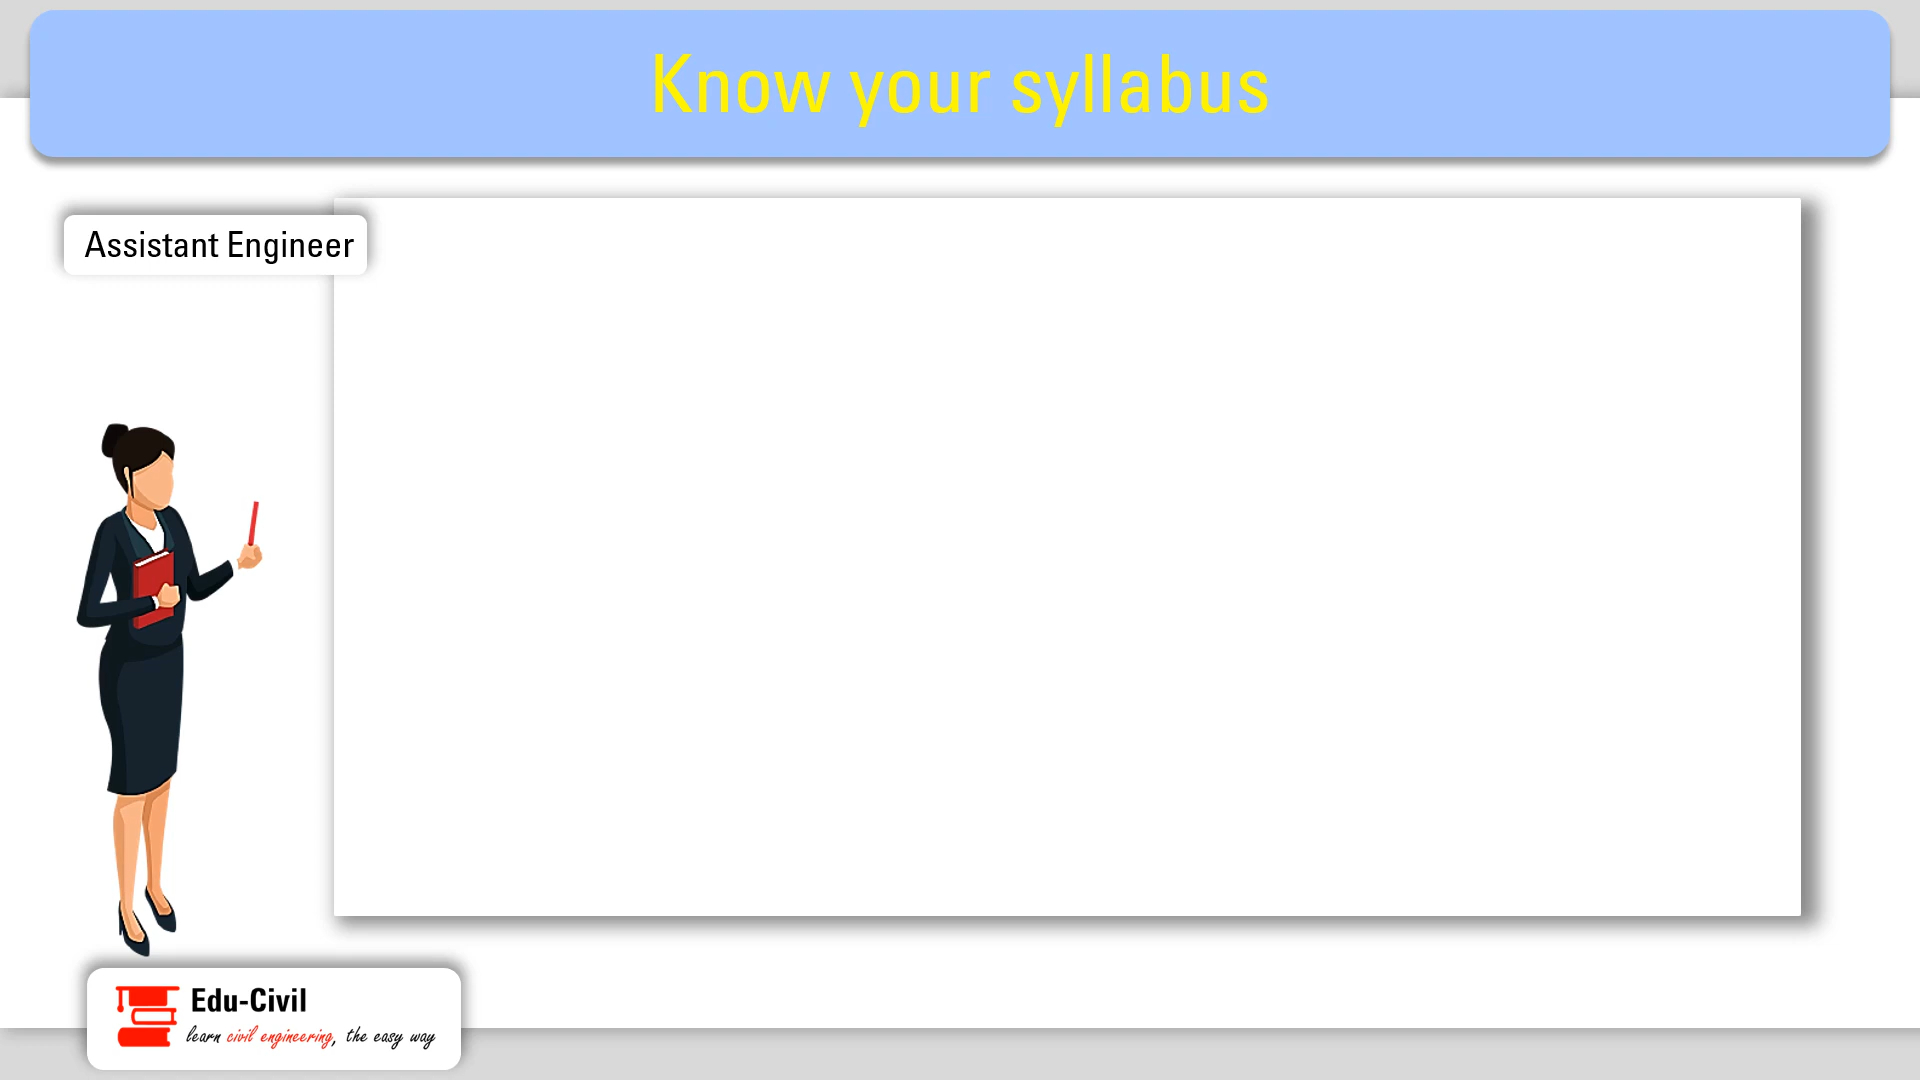 Know your syllabus
Assistant Engineer
Edu-Civil
learn civil engineering, the easy way